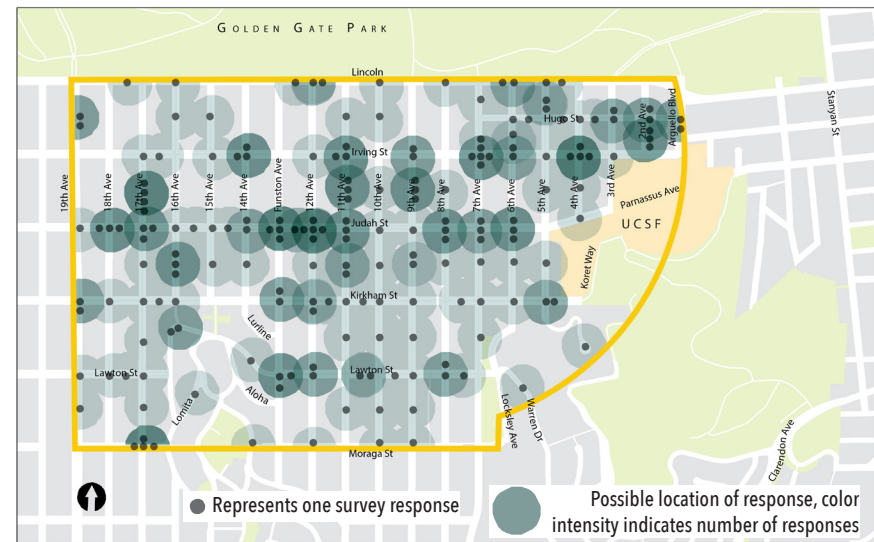 GOLDEN GATE PARK
Lincoln
Stanyan St
Arguello Blvd
2nd Ave
Hugo St
Irving St
3rd Ave
4th Ave
5th Ave
6th Ave
7th Ave
8th Ave
9th Ave
10th Ave
11th Ave
12th Ave
Funston Ave
14th Ave
15th Ave
16th Ave
17th Ave
18th Ave
19th Ave
Parnassus Ave
UCSF
Judah St
Koret Way
Kirkham St
Lurline
Lawton St
Lawton St
Aloha
Lomita
Locksley Ave
Warren Dr
Clarendon Ave
Moraga St
Represents one survey response
Possible location of response, color
intensity indicates number of responses